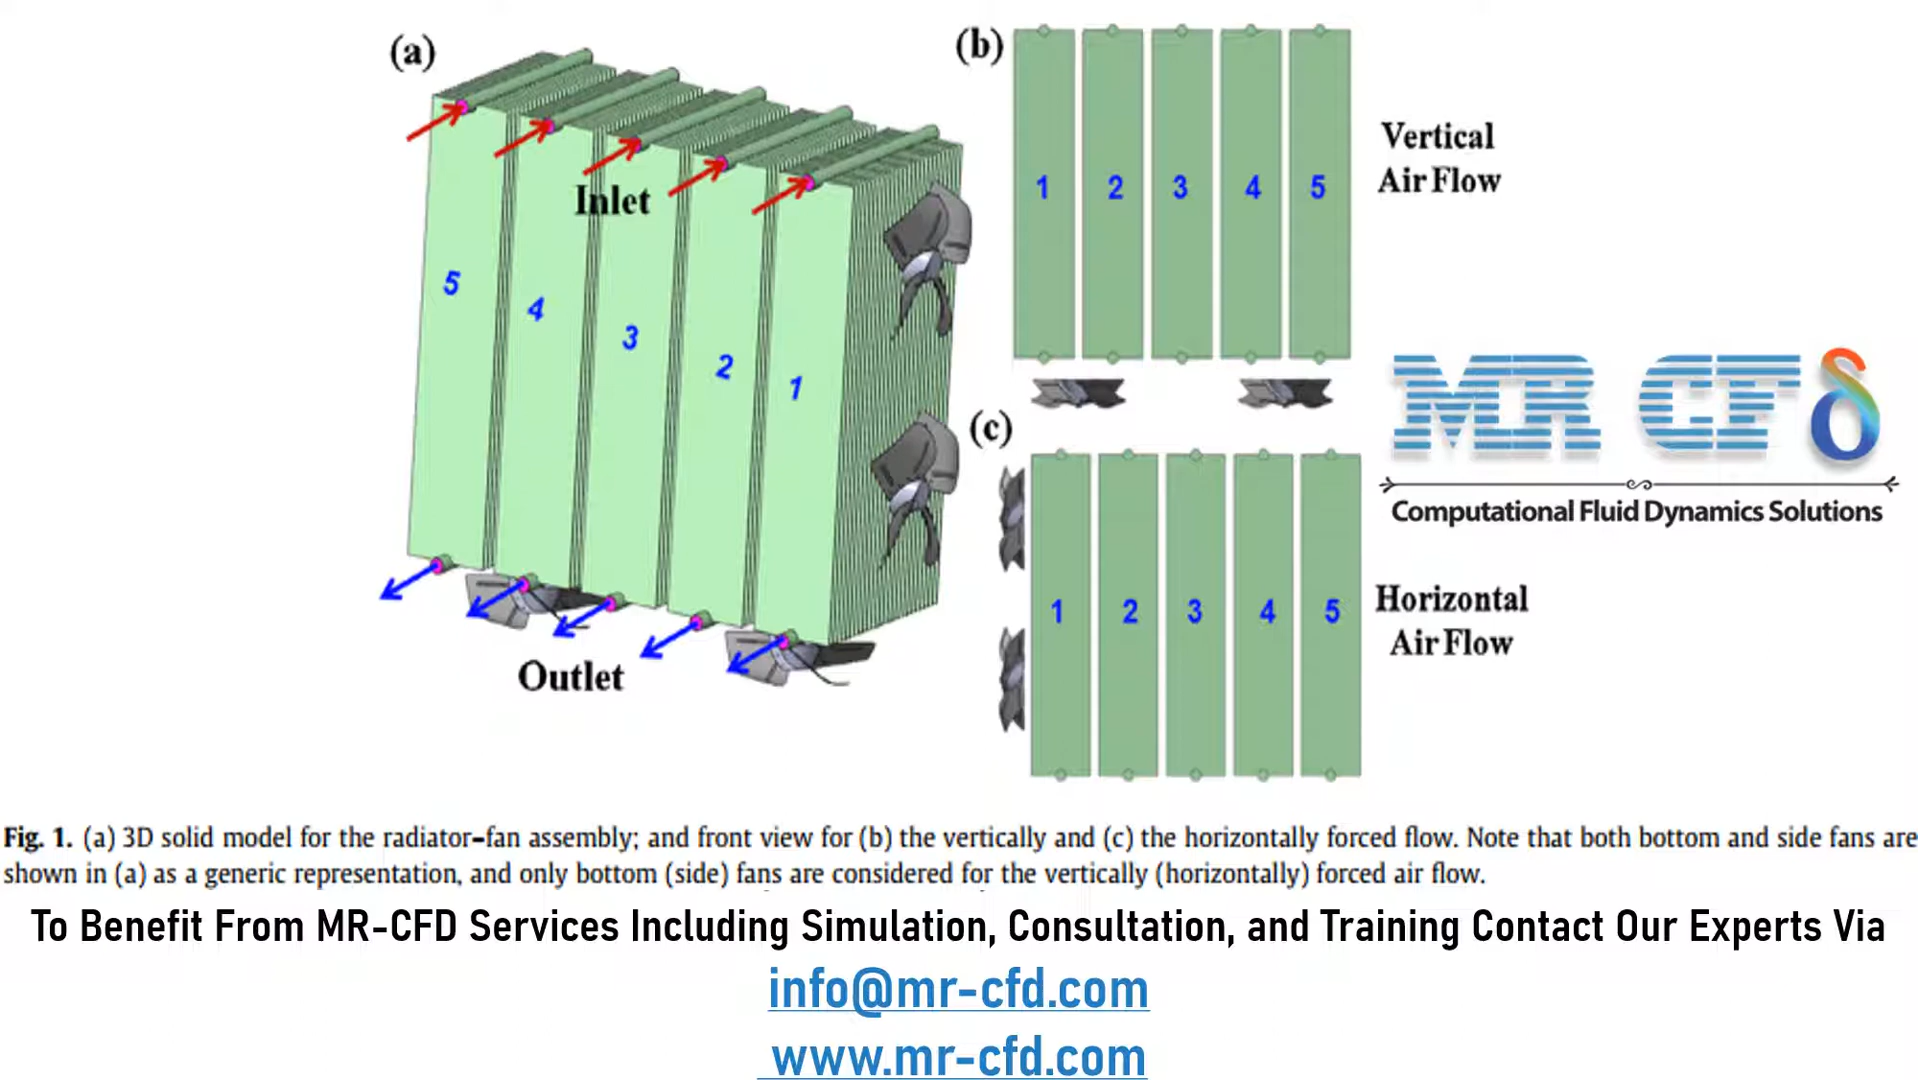 (a)
Inlet
5
4
3
2
1
Outlet
(b)
1 2 3 4 5
Vertical
Air Flow
(c)
1 2 3 4 5
Horizontal
Air Flow
MR CFδ
Computational Fluid Dynamics Solutions
Fig. 1. (a) 3D solid model for the radiator–fan assembly; and front view for (b) the vertically and (c) the horizontally forced flow. Note that both bottom and side fans are
shown in (a) as a generic representation, and only bottom (side) fans are considered for the vertically (horizontally) forced air flow.
To Benefit From MR-CFD Services Including Simulation, Consultation, and Training Contact Our Experts Via
info@mr-cfd.com
www.mr-cfd.com